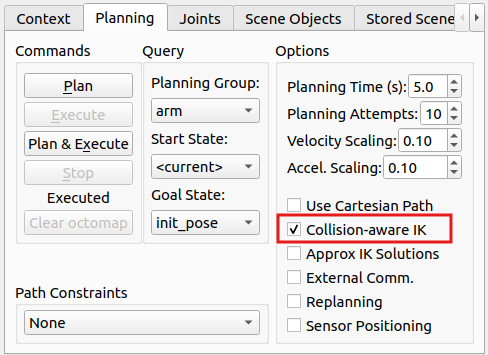 Context Planning Joints Scene Objects Stored Scene
Commands
Plan
Execute
Plan & Execute
Stop
Executed
Clear octomap
Query
Planning Group:
arm
Start State:
<current>
Goal State:
init_pose
Options
Planning Time (s): 5.0
Planning Attempts: 10
Velocity Scaling: 0.10
Accel. Scaling: 0.10
Use Cartesian Path
Collision-aware IK
Approx IK Solutions
External Comm.
Replanning
Sensor Positioning
Path Constraints
None